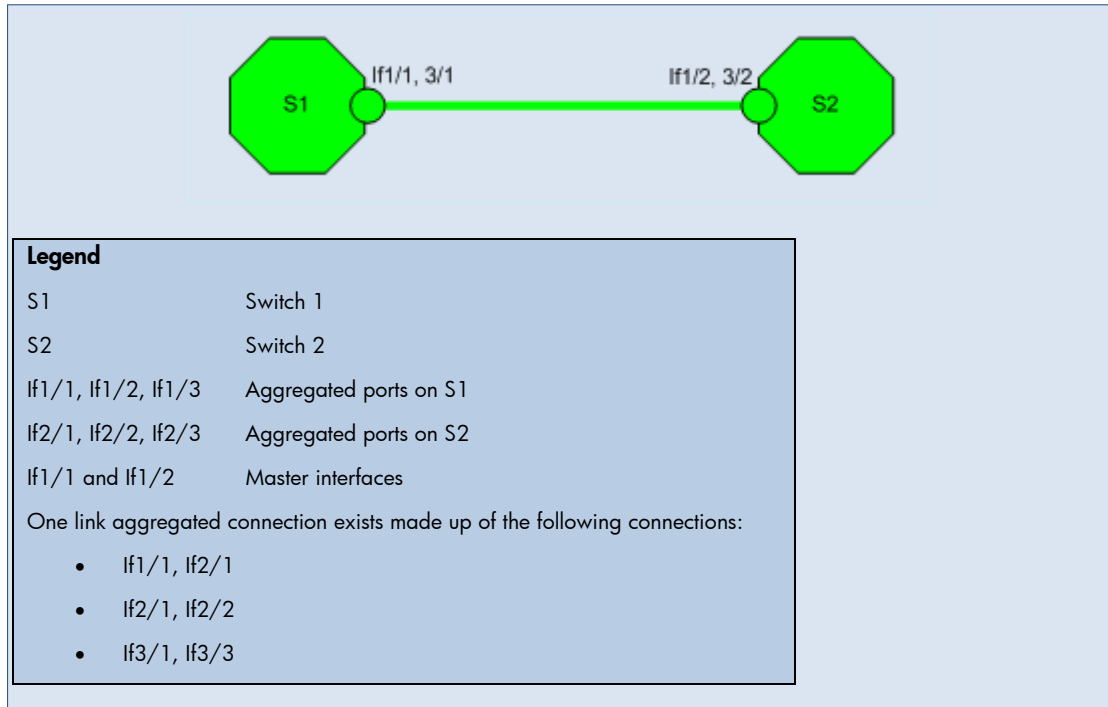 If1/1, 3/1
If1/2, 3/2
S1
S2
Legend
S1 Switch 1
S2 Switch 2
If1/1, If1/2, If1/3 Aggregated ports on S1
If2/1, If2/2, If2/3 Aggregated ports on S2
If1/1 and If1/2 Master interfaces
One link aggregated connection exists made up of the following connections:
• If1/1, If2/1
• If2/1, If2/2
• If3/1, If3/3